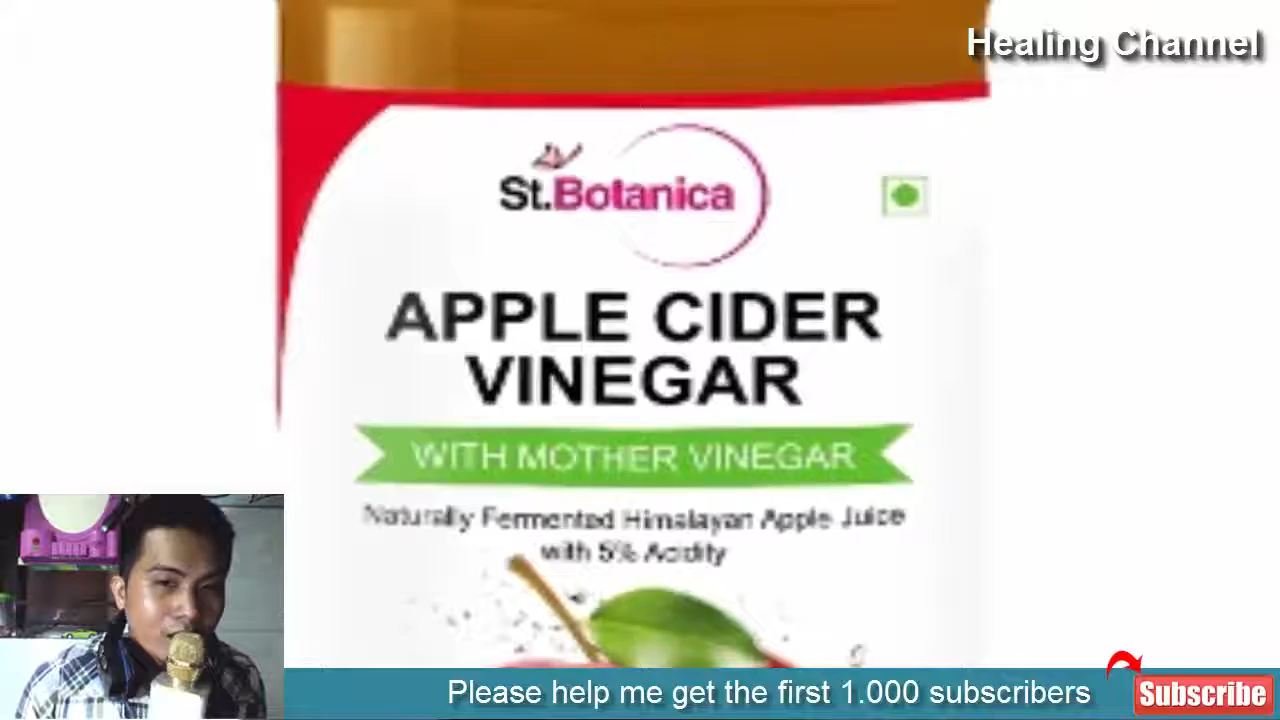 Healing Channel
St.Botanica
APPLE CIDER
VINEGAR
WITH MOTHER VINEGAR
Naturally Fermented Himalayan Apple Juice
with 5% Acidity
Please help me get the first 1.000 subscribers
Subscribe